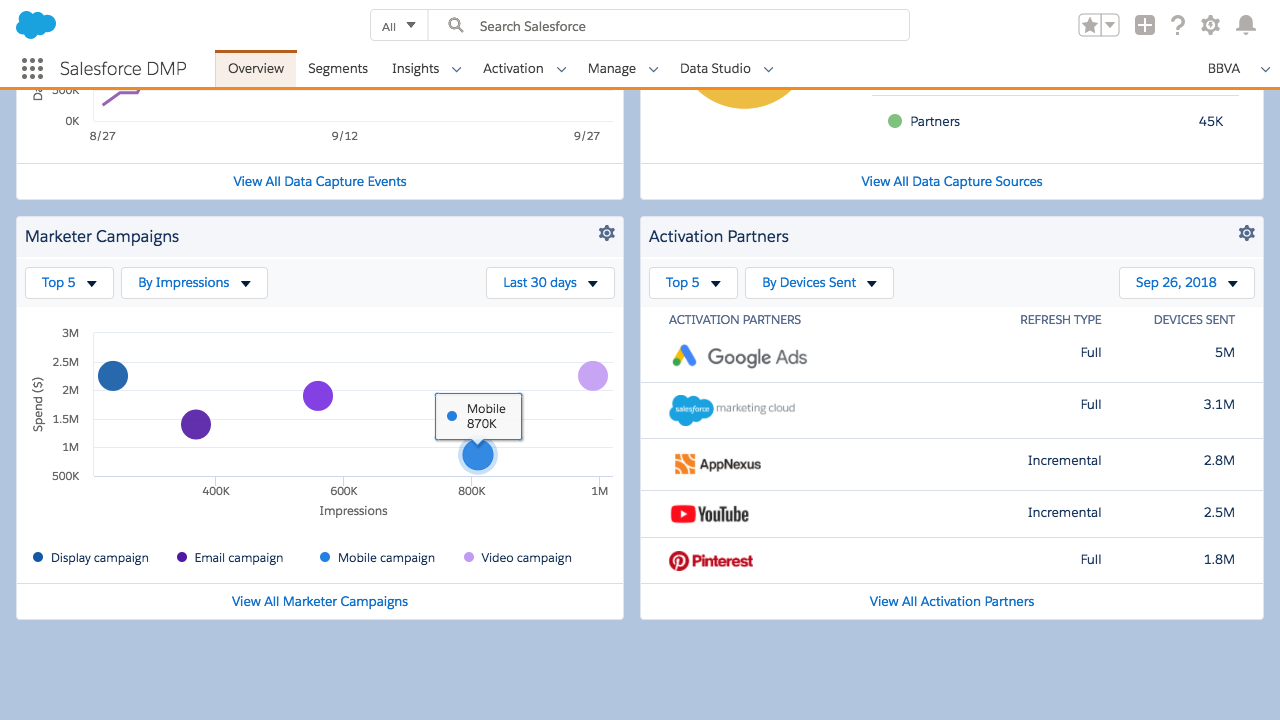 All
Search Salesforce
Salesforce DMP
Overview
Segments
Insights
Activation
Manage
Data Studio
BBVA
500K
0K
8/27
9/12
9/27
View All Data Capture Events
Partners
45K
View All Data Capture Sources
Marketer Campaigns
Top 5
By Impressions
Last 30 days
Spend ($)
3M
2.5M
2M
1.5M
1M
500K
Mobile
870K
400K
600K
800K
1M
Impressions
Display campaign
Email campaign
Mobile campaign
Video campaign
View All Marketer Campaigns
Activation Partners
Top 5
By Devices Sent
Sep 26, 2018
ACTIVATION PARTNERS
REFRESH TYPE
DEVICES SENT
Google Ads
Full
5M
salesforce marketing cloud
Full
3.1M
AppNexus
Incremental
2.8M
YouTube
Incremental
2.5M
Pinterest
Full
1.8M
View All Activation Partners